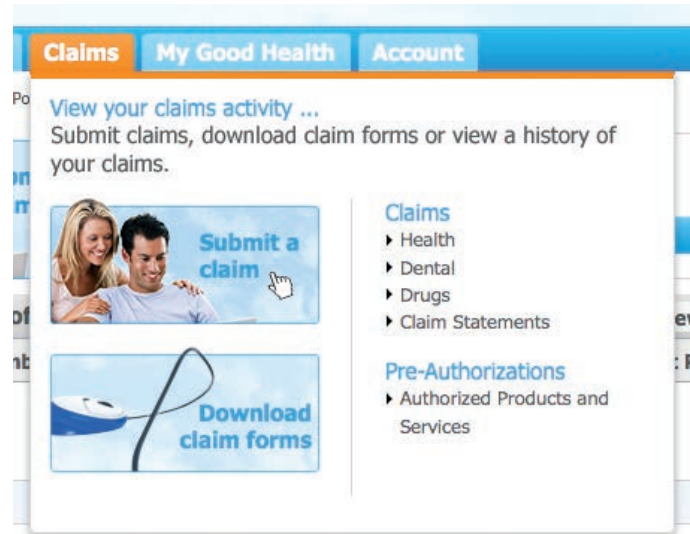 Claims
My Good Health
Account
Po
View your claims activity ...
Submit claims, download claim forms or view a history of
your claims.
Submit a
claim
Download
claim forms
Claims
Health
Dental
Drugs
Claim Statements
Pre-Authorizations
Authorized Products and
Services